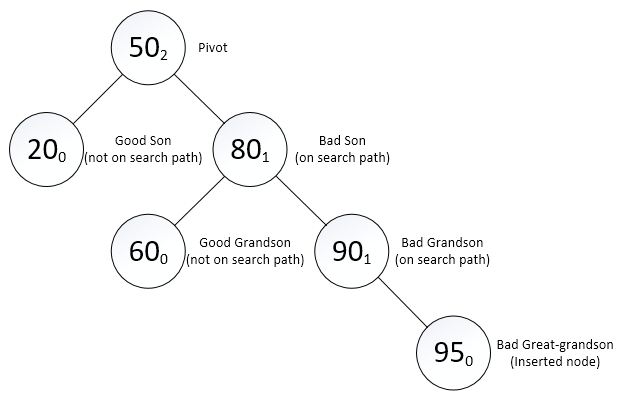 50₂
Pivot
20₀
Good Son
(not on search path)
80₁
Bad Son
(on search path)
60₀
Good Grandson
(not on search path)
90₁
Bad Grandson
(on search path)
95₀
Bad Great-grandson
(Inserted node)